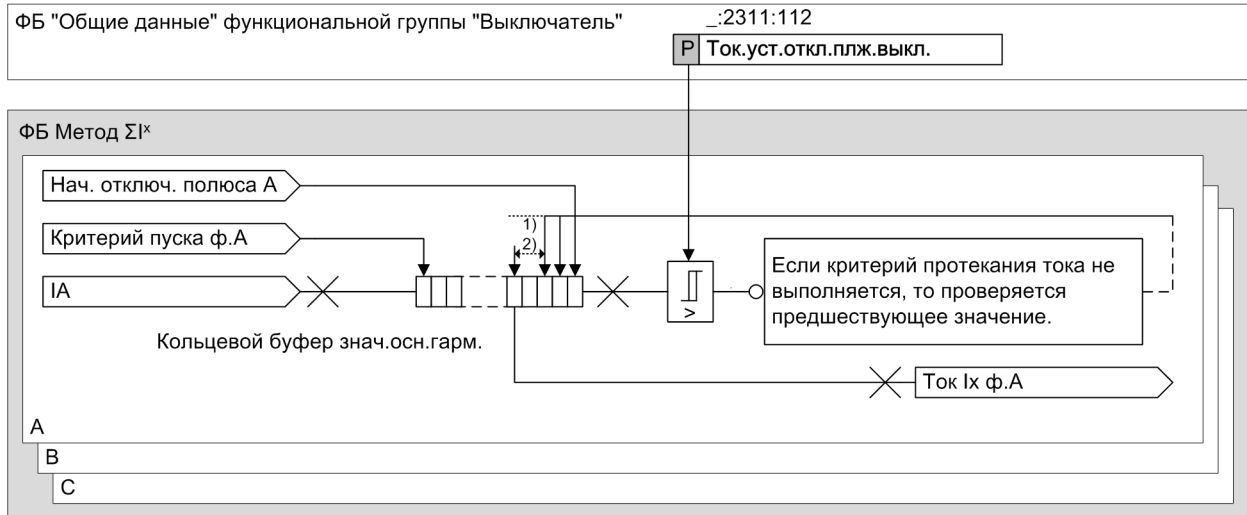 ФБ "Общие данные" функциональной группы "Выключатель"
_:2311:112
P Ток.уст.откл.плж.выкл.
ФБ Метод ΣIˣ
Нач. отключ. полюса А
Критерий пуска ф.А
IA
1)
2)
>
Если критерий протекания тока не
выполняется, то проверяется
предшествующее значение.
Кольцевой буфер знач.осн.гарм.
Ток Iх ф.А
A
B
C